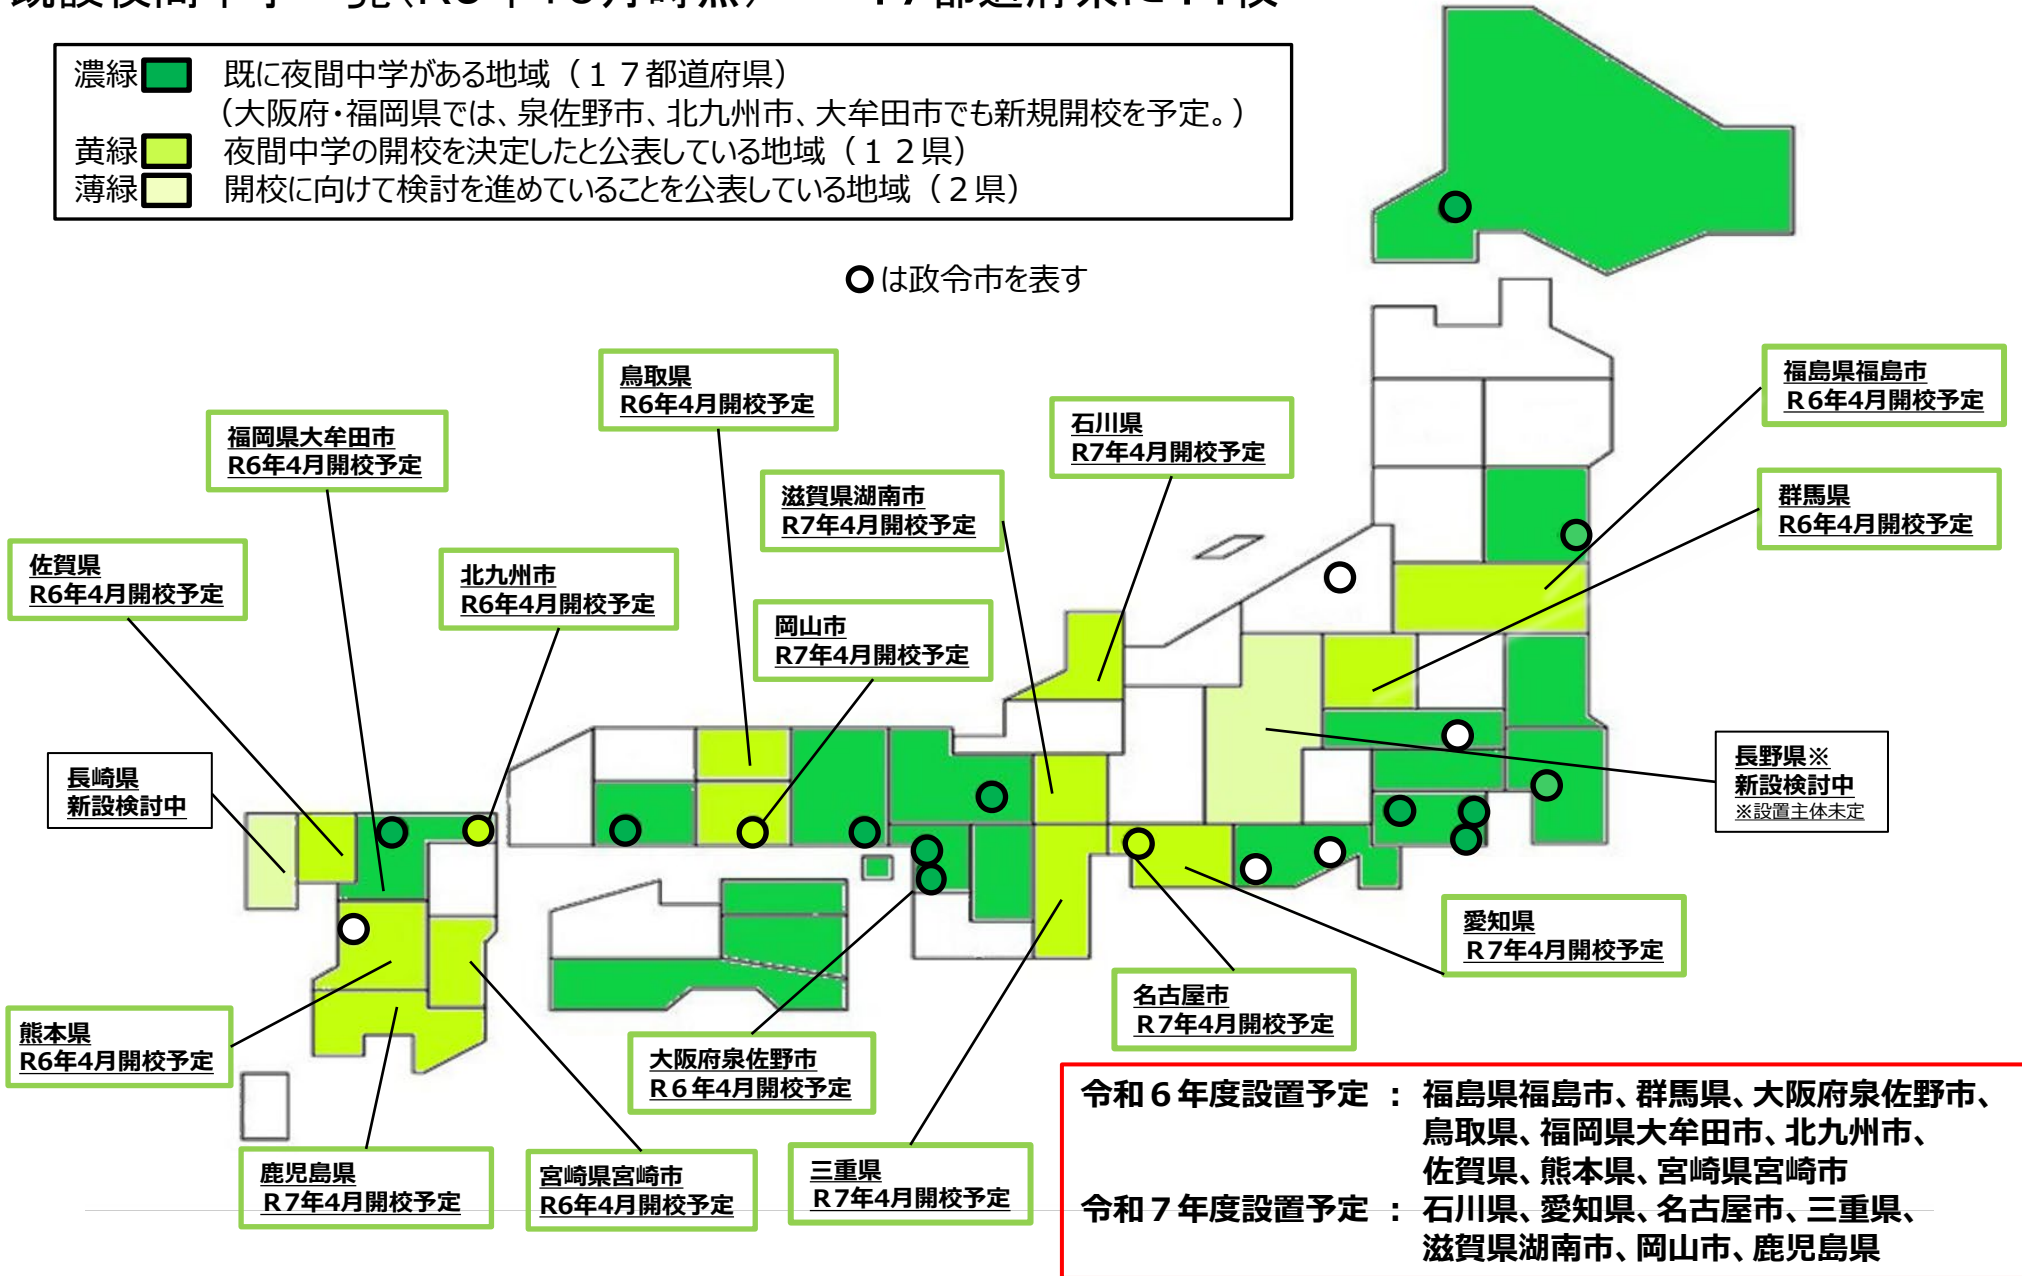 濃緑 既に夜間中学がある地域（１７都道府県）
（大阪府・福岡県では、泉佐野市、北九州市、大牟田市でも新規開校を予定。）
黄緑 夜間中学の開校を決定したと公表している地域（１２県）
薄緑 開校に向けて検討を進めていることを公表している地域（２県）
○は政令市を表す
鳥取県
R6年4月開校予定
福島県福島市
Ｒ6年4月開校予定
石川県
R7年4月開校予定
福岡県大牟田市
R6年4月開校予定
滋賀県湖南市
R7年4月開校予定
群馬県
R6年4月開校予定
佐賀県
R6年4月開校予定
北九州市
R6年4月開校予定
岡山市
R7年4月開校予定
長崎県
新設検討中
長野県※
新設検討中
※設置主体未定
愛知県
Ｒ7年4月開校予定
名古屋市
Ｒ7年4月開校予定
熊本県
R6年4月開校予定
大阪府泉佐野市
Ｒ６年4月開校予定
鹿児島県
Ｒ7年4月開校予定
宮崎県宮崎市
R6年4月開校予定
三重県
Ｒ7年4月開校予定
令和６年度設置予定 ： 福島県福島市、群馬県、大阪府泉佐野市、
鳥取県、福岡県大牟田市、北九州市、
佐賀県、熊本県、宮崎県宮崎市
令和７年度設置予定 ： 石川県、愛知県、名古屋市、三重県、
滋賀県湖南市、岡山市、鹿児島県